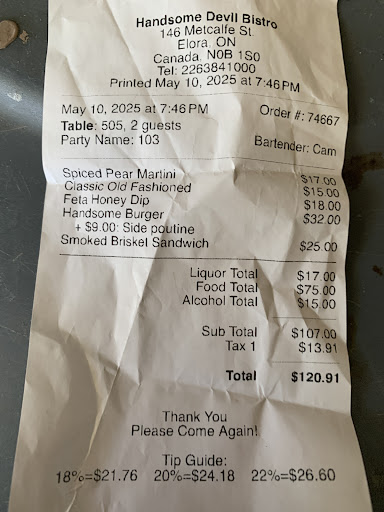 Handsome Devil Bistro
146 Metcalfe St.
Elora, ON
Canada, N0B 1S0
Tel: 2263841000
Printed May 10, 2025 at 7:46PM
May 10, 2025 at 7:46PM Order #: 74667
Table: 505, 2 guests
Party Name: 103 Bartender: Cam
Spiced Pear Martini $17.00
Classic Old Fashioned $15.00
Feta Honey Dip $18.00
Handsome Burger $32.00
+ $9.00: Side poutine
Smoked Brisket Sandwich $25.00
Liquor Total $17.00
Food Total $75.00
Alcohol Total $15.00
Sub Total $107.00
Tax 1 $13.91
Total $120.91
Thank You
Please Come Again!
Tip Guide:
18%=$21.76 20%=$24.18 22%=$26.60